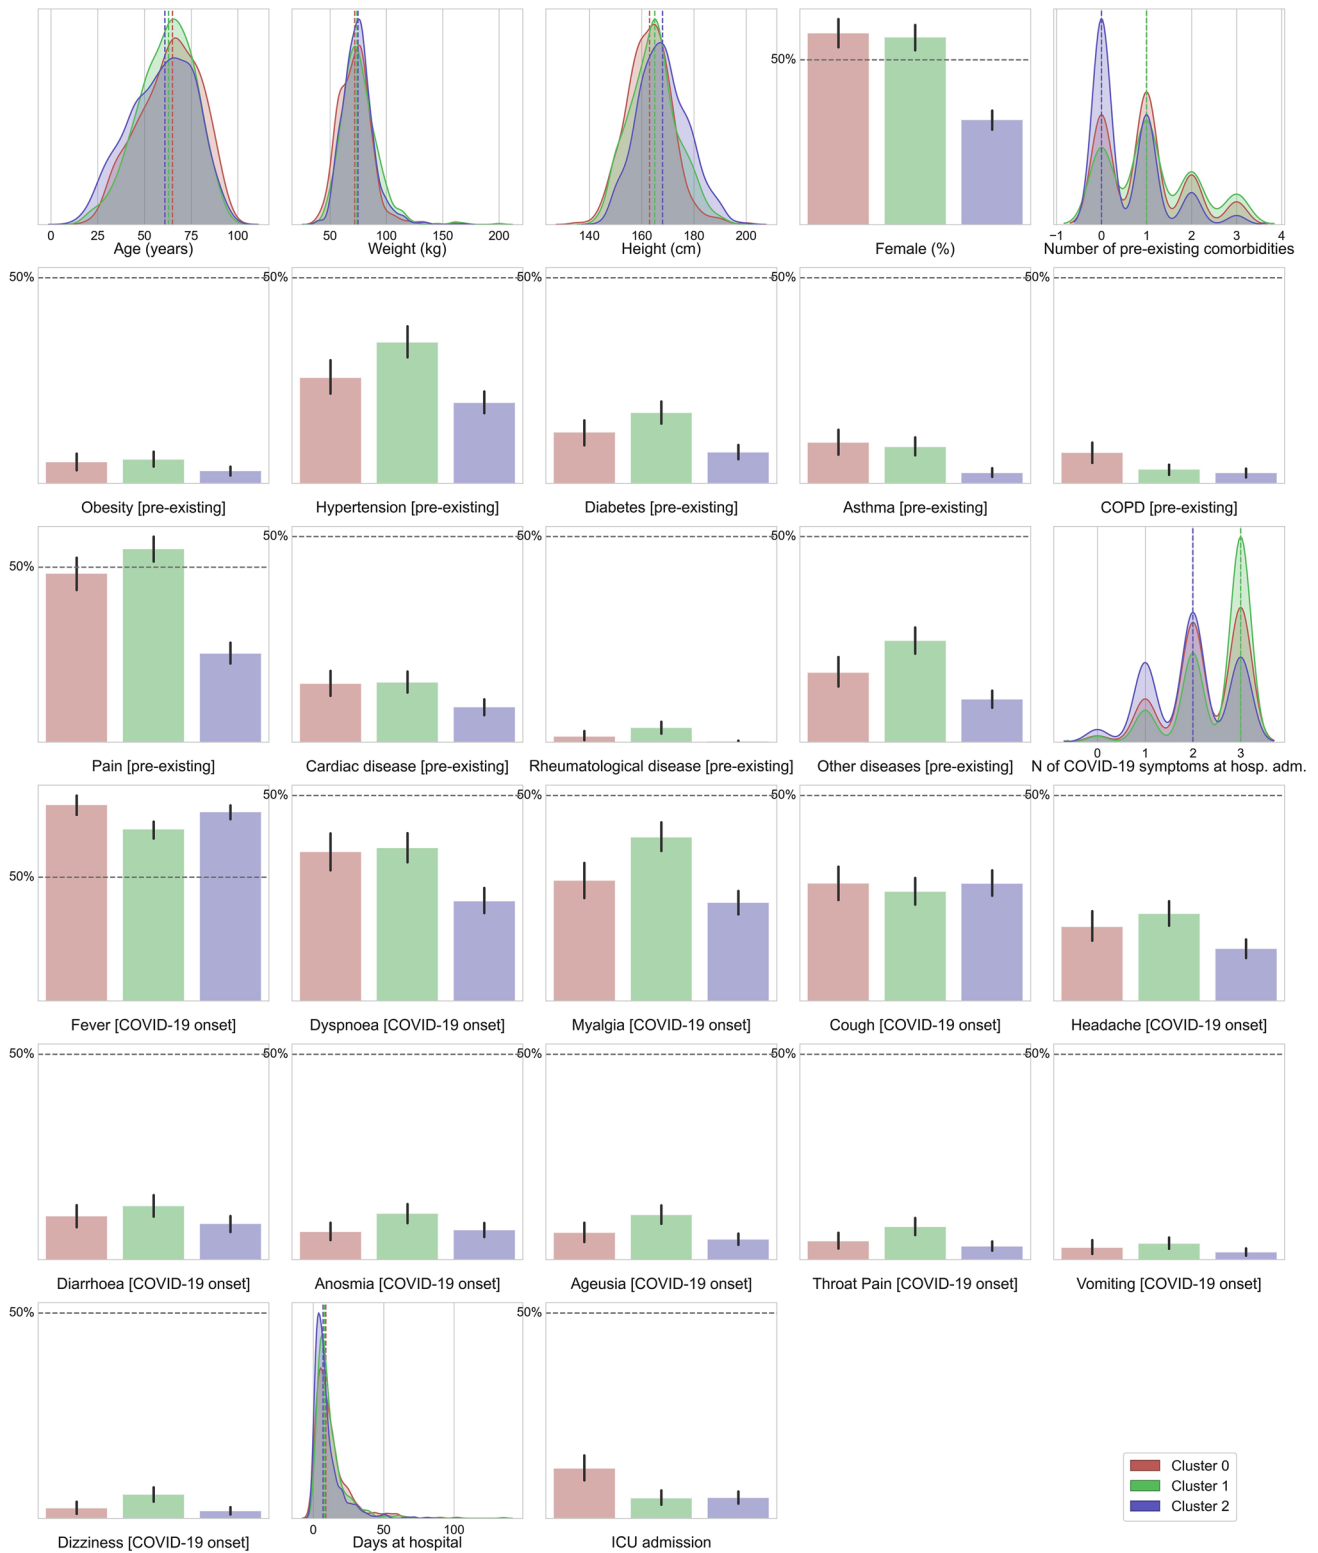 50%
0 25 50 75 100
50 100 150 200
140 160 180 200
−1 0 1 2 3 4
Age (years) Weight (kg) Height (cm) Female (%) Number of pre-existing comorbidities
50% 50% 50% 50% 50%
Obesity [pre-existing] Hypertension [pre-existing] Diabetes [pre-existing] Asthma [pre-existing] COPD [pre-existing]
50% 50% 50% 50%
0 1 2 3
Pain [pre-existing] Cardiac disease [pre-existing] Rheumatological disease [pre-existing] Other diseases [pre-existing] N of COVID-19 symptoms at hosp. adm.
50% 50% 50% 50% 50%
Fever [COVID-19 onset] Dyspnoea [COVID-19 onset] Myalgia [COVID-19 onset] Cough [COVID-19 onset] Headache [COVID-19 onset]
50% 50% 50% 50% 50%
Diarrhoea [COVID-19 onset] Anosmia [COVID-19 onset] Ageusia [COVID-19 onset] Throat Pain [COVID-19 onset] Vomiting [COVID-19 onset]
50% 50%
0 50 100
Dizziness [COVID-19 onset] Days at hospital ICU admission
Cluster 0
Cluster 1
Cluster 2